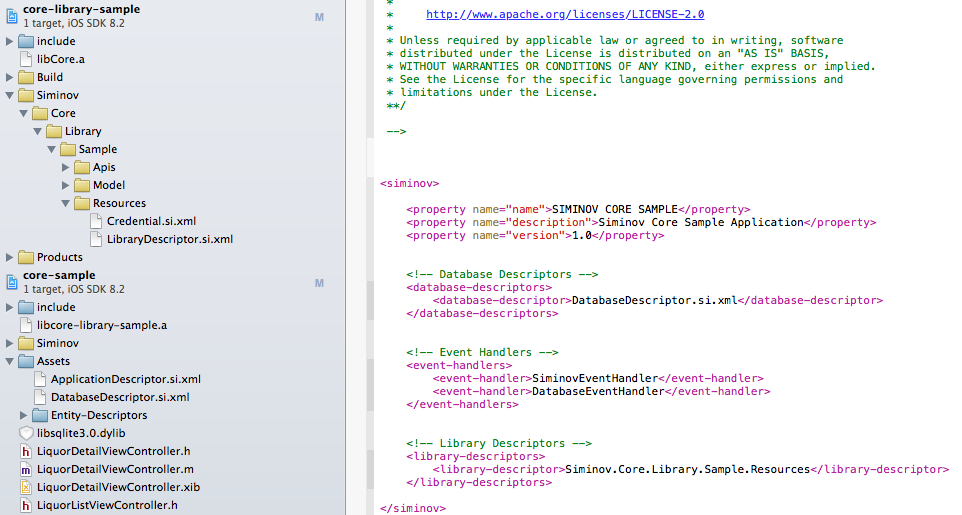 core-library-sample
1 target, iOS SDK 8.2
M
include
libCore.a
Build
Siminov
Core
Library
Sample
Apis
Model
Resources
Credential.si.xml
LibraryDescriptor.si.xml
Products
core-sample
1 target, iOS SDK 8.2
M
include
libcore-library-sample.a
Siminov
Assets
ApplicationDescriptor.si.xml
DatabaseDescriptor.si.xml
Entity-Descriptors
libsqlite3.0.dylib
h LiquorDetailViewController.h
m LiquorDetailViewController.m
LiquorDetailViewController.xib
h LiquorListViewController.h
*
* http://www.apache.org/licenses/LICENSE-2.0
*
* Unless required by applicable law or agreed to in writing, software
* distributed under the License is distributed on an "AS IS" BASIS,
* WITHOUT WARRANTIES OR CONDITIONS OF ANY KIND, either express or implied.
* See the License for the specific language governing permissions and
* limitations under the License.
**/
-->
<siminov>
<property name="name">SIMINOV CORE SAMPLE</property>
<property name="description">Siminov Core Sample Application</property>
<property name="version">1.0</property>
<!-- Database Descriptors -->
<database-descriptors>
<database-descriptor>DatabaseDescriptor.si.xml</database-descriptor>
</database-descriptors>
<!-- Event Handlers -->
<event-handlers>
<event-handler>SiminovEventHandler</event-handler>
<event-handler>DatabaseEventHandler</event-handler>
</event-handlers>
<!-- Library Descriptors -->
<library-descriptors>
<library-descriptor>Siminov.Core.Library.Sample.Resources</library-descriptor>
</library-descriptors>
</siminov>